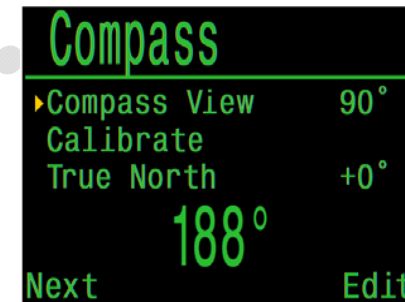 Compass
Compass View 90°
Calibrate
True North +0°
188°
Next Edit